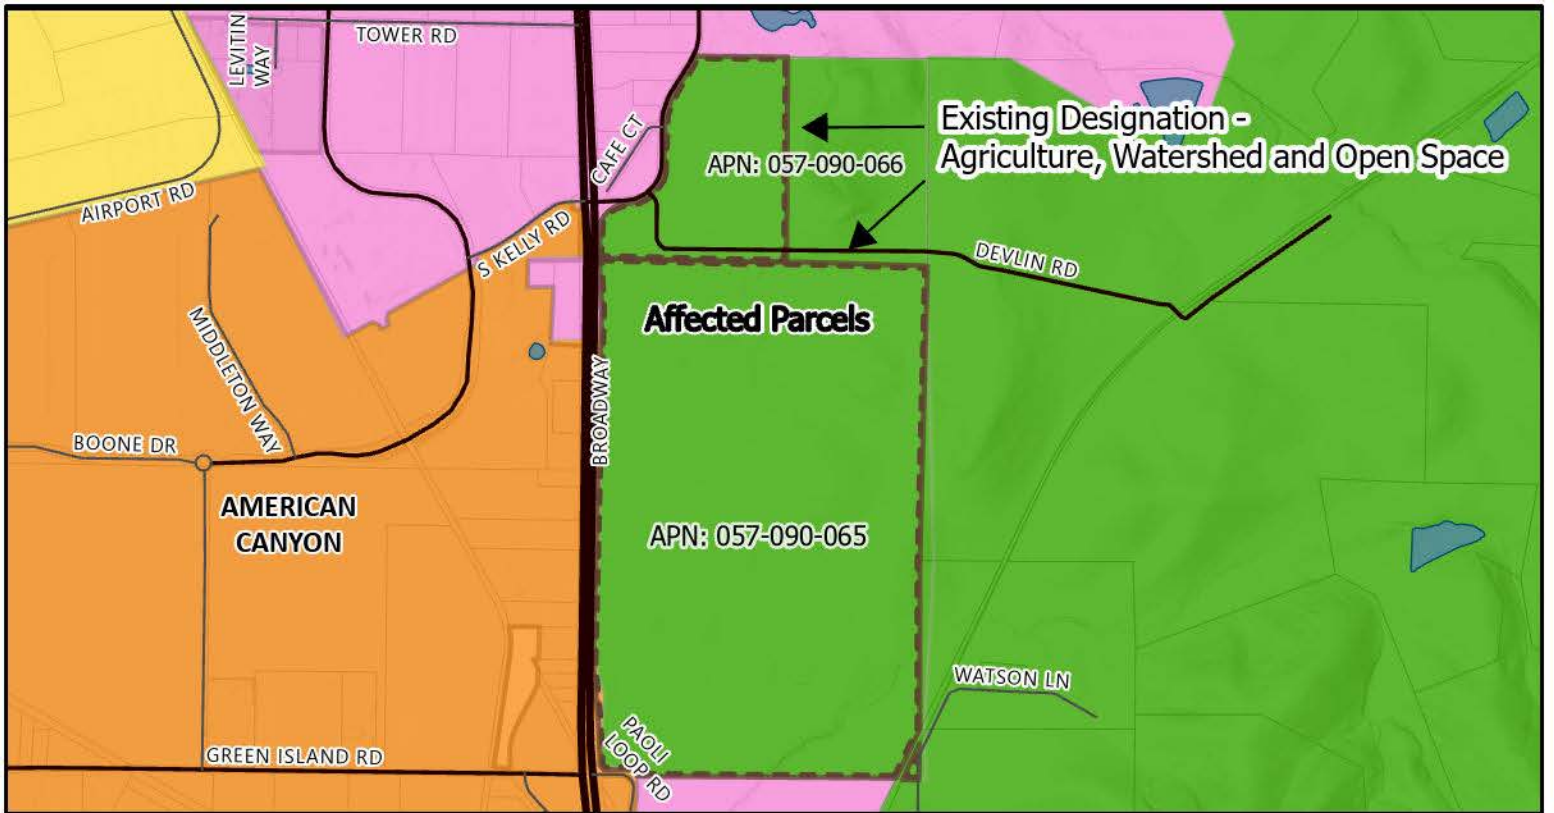 LEVITIN
WAY
TOWER RD
CAFE CT
Existing Designation -
Agriculture, Watershed and Open Space
APN: 057-090-066
AIRPORT RD
S KELLY RD
DEVLIN RD
Affected Parcels
MIDDLETON WAY
BROADWAY
BOONE DR
AMERICAN
CANYON
APN: 057-090-065
WATSON LN
PAOLI
LOOP RD
GREEN ISLAND RD